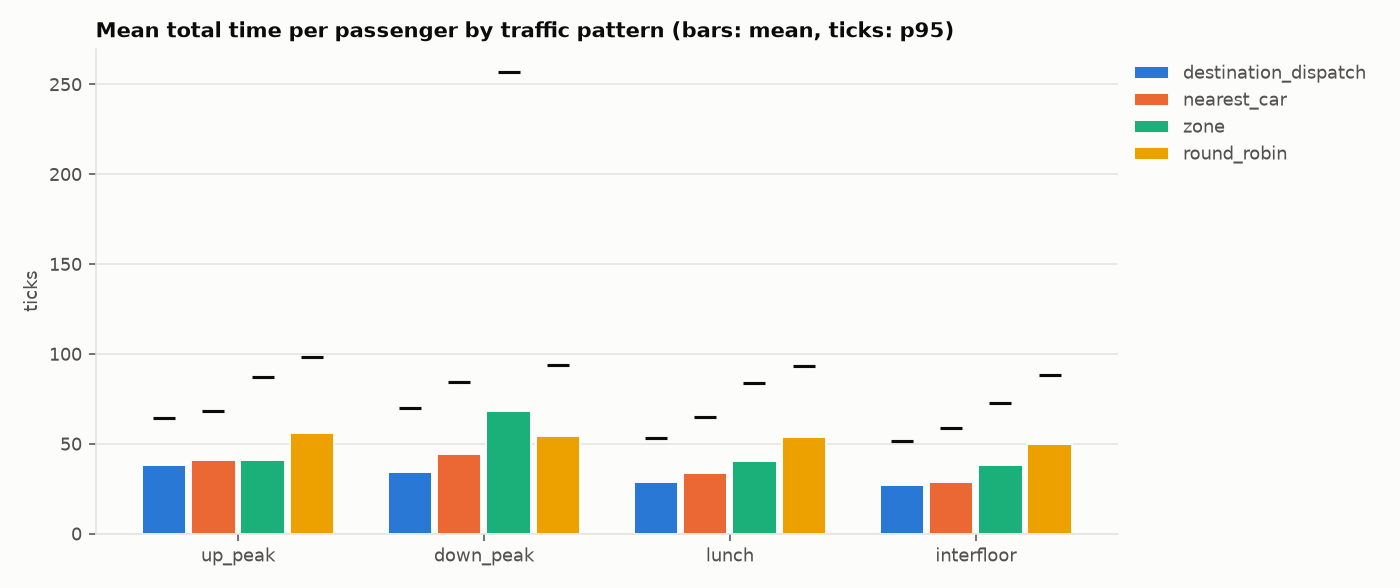 Mean total time per passenger by traffic pattern (bars: mean, ticks: p95)
destination_dispatch
nearest_car
zone
round_robin
ticks
250
200
150
100
50
0
up_peak
down_peak
lunch
interfloor